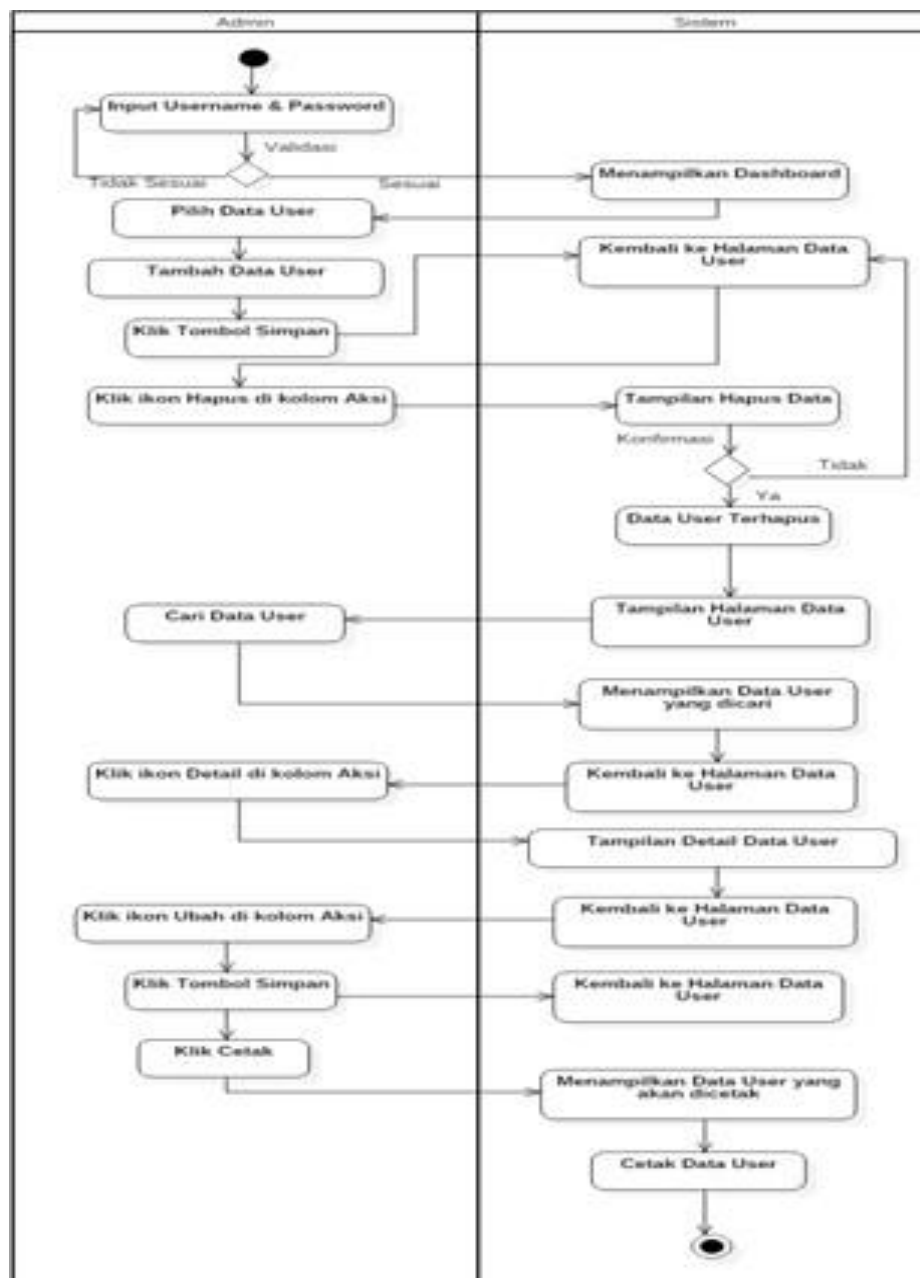 Admin
Sistem
Input Username & Password
Validasi
Tidak Sesuai
Sesuai
Menampilkan Dashboard
Pilih Data User
Kembali ke Halaman Data
User
Tambah Data User
Klik Tombol Simpan
Klik ikon Hapus di kolom Aksi
Tampilan Hapus Data
Konfirmasi
Tidak
Ya
Data User Terhapus
Cari Data User
Tampilan Halaman Data
User
Menampilkan Data User
yang dicari
Klik ikon Detail di kolom Aksi
Kembali ke Halaman Data
User
Tampilan Detail Data User
Klik ikon Ubah di kolom Aksi
Kembali ke Halaman Data
User
Klik Tombol Simpan
Kembali ke Halaman Data
User
Klik Cetak
Menampilkan Data User yang
akan dicetak
Cetak Data User